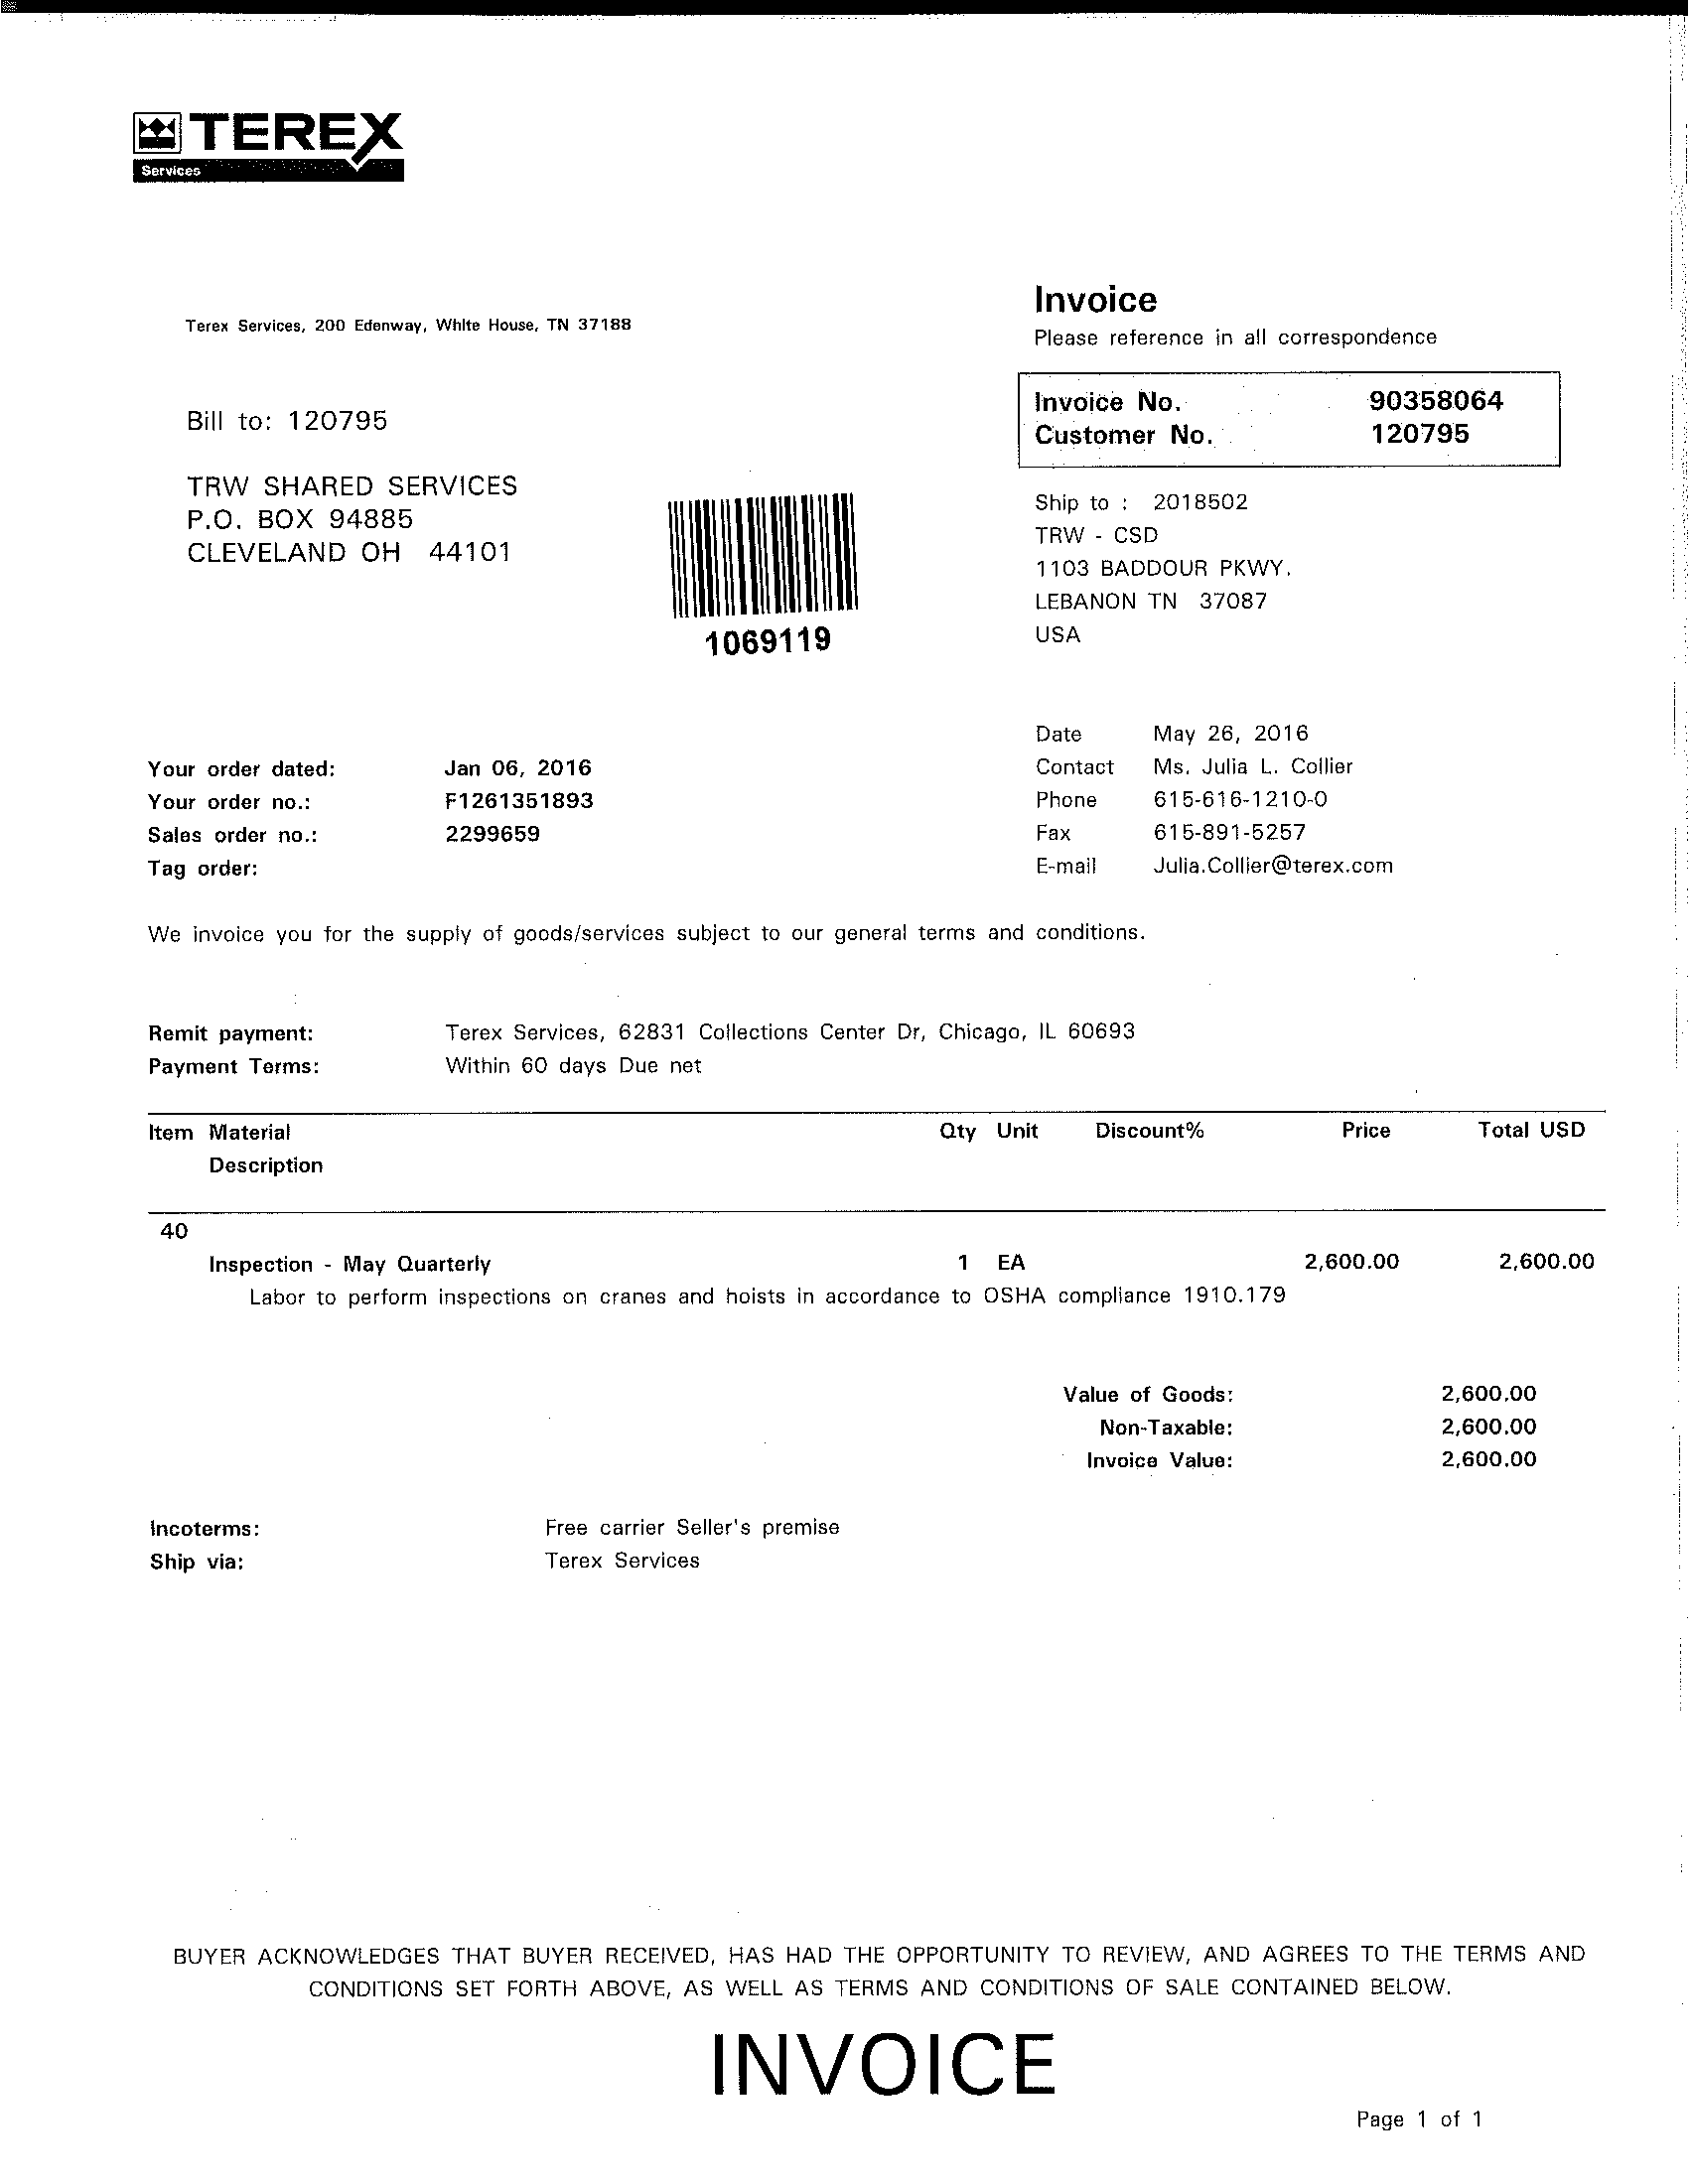 TEREX
Services
Invoice
Terex Services, 200 Edenway, White House, TN 37188
Please reference in all correspondence
Invoice No. 90358064
Customer No. 120795
Bill to: 120795
TRW SHARED SERVICES
P.O. BOX 94885
CLEVELAND OH 44101
1069119
Ship to : 2018502
TRW - CSD
1103 BADDOUR PKWY.
LEBANON TN 37087
USA
Date May 26, 2016
Contact Ms. Julia L. Collier
Phone 615-616-1210-0
Fax 615-891-5257
E-mail Julia.Collier@terex.com
Your order dated: Jan 06, 2016
Your order no.: F1261351893
Sales order no.: 2299659
Tag order:
We invoice you for the supply of goods/services subject to our general terms and conditions.
Remit payment: Terex Services, 62831 Collections Center Dr, Chicago, IL 60693
Payment Terms: Within 60 days Due net
Item Material Qty Unit Discount% Price Total USD
Description
40
Inspection - May Quarterly 1 EA 2,600.00 2,600.00
Labor to perform inspections on cranes and hoists in accordance to OSHA compliance 1910.179
Value of Goods: 2,600.00
Non-Taxable: 2,600.00
Invoice Value: 2,600.00
Incoterms: Free carrier Seller's premise
Ship via: Terex Services
BUYER ACKNOWLEDGES THAT BUYER RECEIVED, HAS HAD THE OPPORTUNITY TO REVIEW, AND AGREES TO THE TERMS AND
CONDITIONS SET FORTH ABOVE, AS WELL AS TERMS AND CONDITIONS OF SALE CONTAINED BELOW.
INVOICE
Page 1 of 1